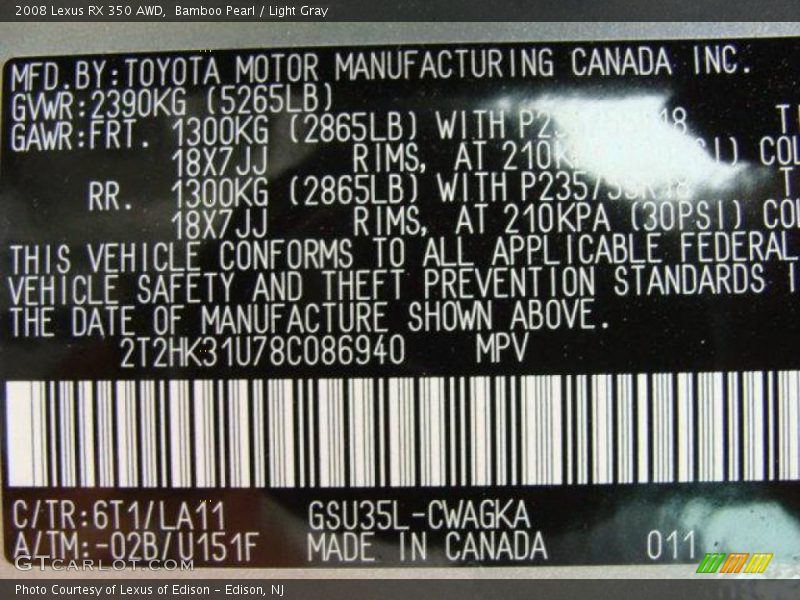 2008 Lexus RX 350 AWD, Bamboo Pearl / Light Gray
MFD.BY:TOYOTA MOTOR MANUFACTURING CANADA INC.
GVWR:2390KG (5265LB)
GAWR:FRT. 1300KG (2865LB) WITH
18X7JJ RIMS, AT
RR. 1300KG (2865LB) WITH
18X7JJ RIMS, AT 210KPA (30PSI)
THIS VEHICLE CONFORMS TO ALL APPLICABLE FEDERAL
VEHICLE SAFETY AND THEFT PREVENTION STANDARDS
THE DATE OF MANUFACTURE SHOWN ABOVE.
2T2HK31U78C086940 MPV
C/TR:6T1/LA11 GSU35L-CWAGKA
A/TM:-02B/U151F MADE IN CANADA 011
GTCARLOT.COM
Photo Courtesy of Lexus of Edison - Edison, NJ